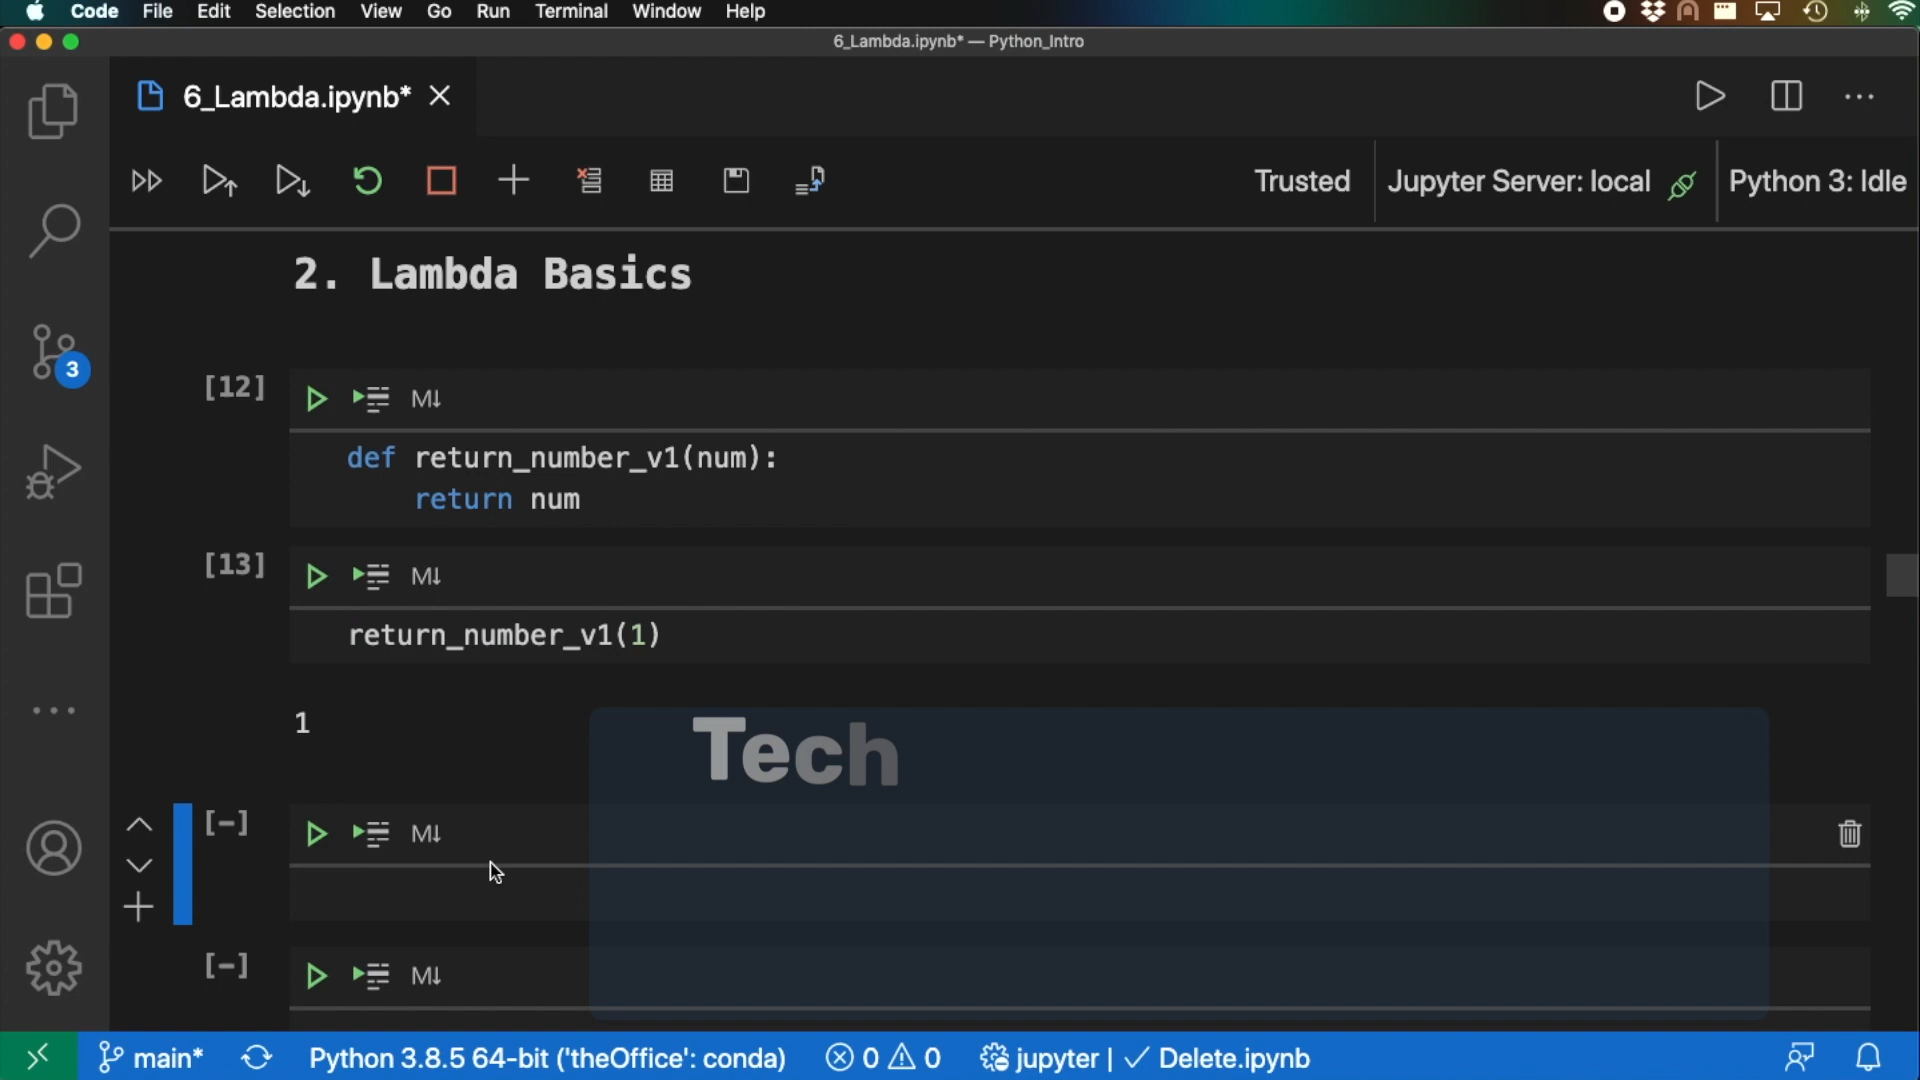 Code File Edit Selection View Go Run Terminal Window Help
6_Lambda.ipynb* — Python_Intro
6_Lambda.ipynb*
Trusted Jupyter Server: local Python 3: Idle
2. Lambda Basics
[12]
M↓
def return_number_v1(num):
return num
[13]
M↓
return_number_v1(1)
3
1
Tech
[-]
M↓
[-]
M↓
main* Python 3.8.5 64-bit ('theOffice': conda) 0 0 jupyter | ✓ Delete.ipynb